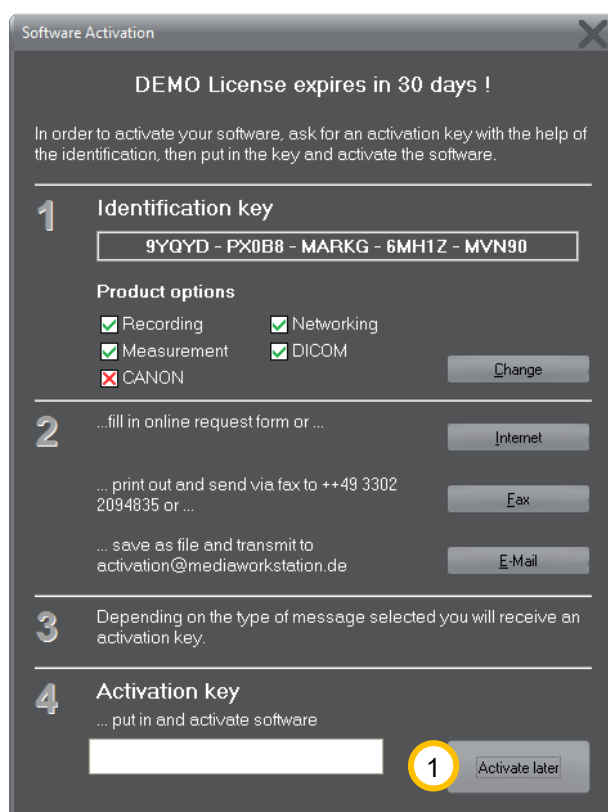 Software Activation
DEMO License expires in 30 days !
In order to activate your software, ask for an activation key with the help of
the identification, then put in the key and activate the software.
1 Identification key
9YQYD - PX0B8 - MARKG - 6MH1Z - MVN90
Product options
Recording Networking
Measurement DICOM
CANON
Change
2 ...fill in online request form or ...
Internet
... print out and send via fax to ++49 3302
2094835 or ...
Fax
... save as file and transmit to
activation@mediaworkstation.de
E-Mail
3 Depending on the type of message selected you will receive an
activation key.
4 Activation key
... put in and activate software
1 Activate later